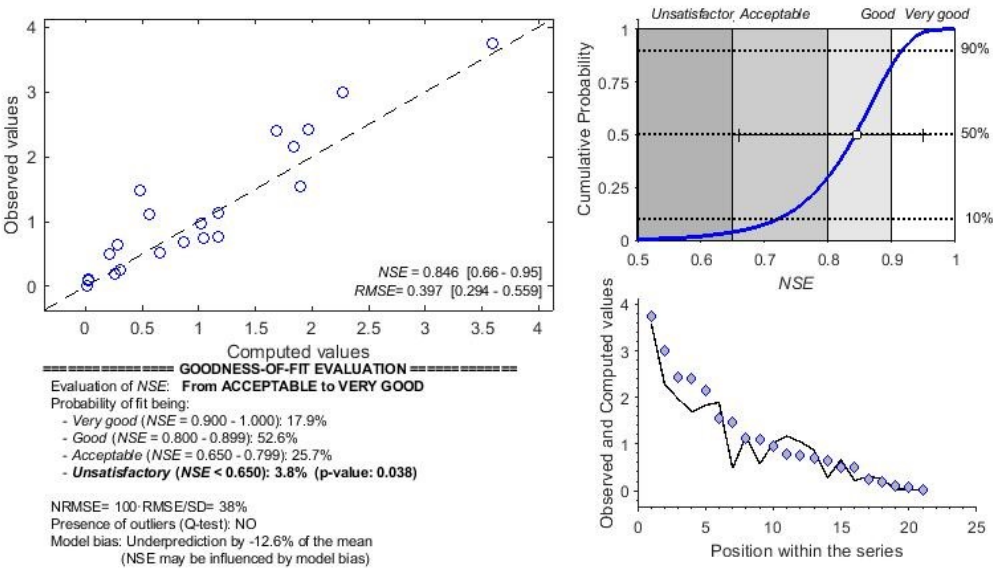 4
3
2
1
0
Observed values
0
0.5
1
1.5
2
2.5
3
3.5
4
Computed values
NSE = 0.846 [0.66 - 0.95]
RMSE= 0.397 [0.294 - 0.559]
Unsatisfactor Acceptable Good Very good
1
0.75
0.5
0.25
0
Cumulative Probability
90%
50%
10%
0.5 0.6 0.7 0.8 0.9 1
NSE
================ GOODNESS-OF-FIT EVALUATION =============
Evaluation of NSE: From ACCEPTABLE to VERY GOOD
Probability of fit being:
- Very good (NSE = 0.900 - 1.000): 17.9%
- Good (NSE = 0.800 - 0.899): 52.6%
- Acceptable (NSE = 0.650 - 0.799): 25.7%
- Unsatisfactory (NSE < 0.650): 3.8% (p-value: 0.038)
NRMSE= 100·RMSE/SD= 38%
Presence of outliers (Q-test): NO
Model bias: Underprediction by -12.6% of the mean
(NSE may be influenced by model bias)
4
3
2
1
0
Observed and Computed values
0 5 10 15 20 25
Position within the series